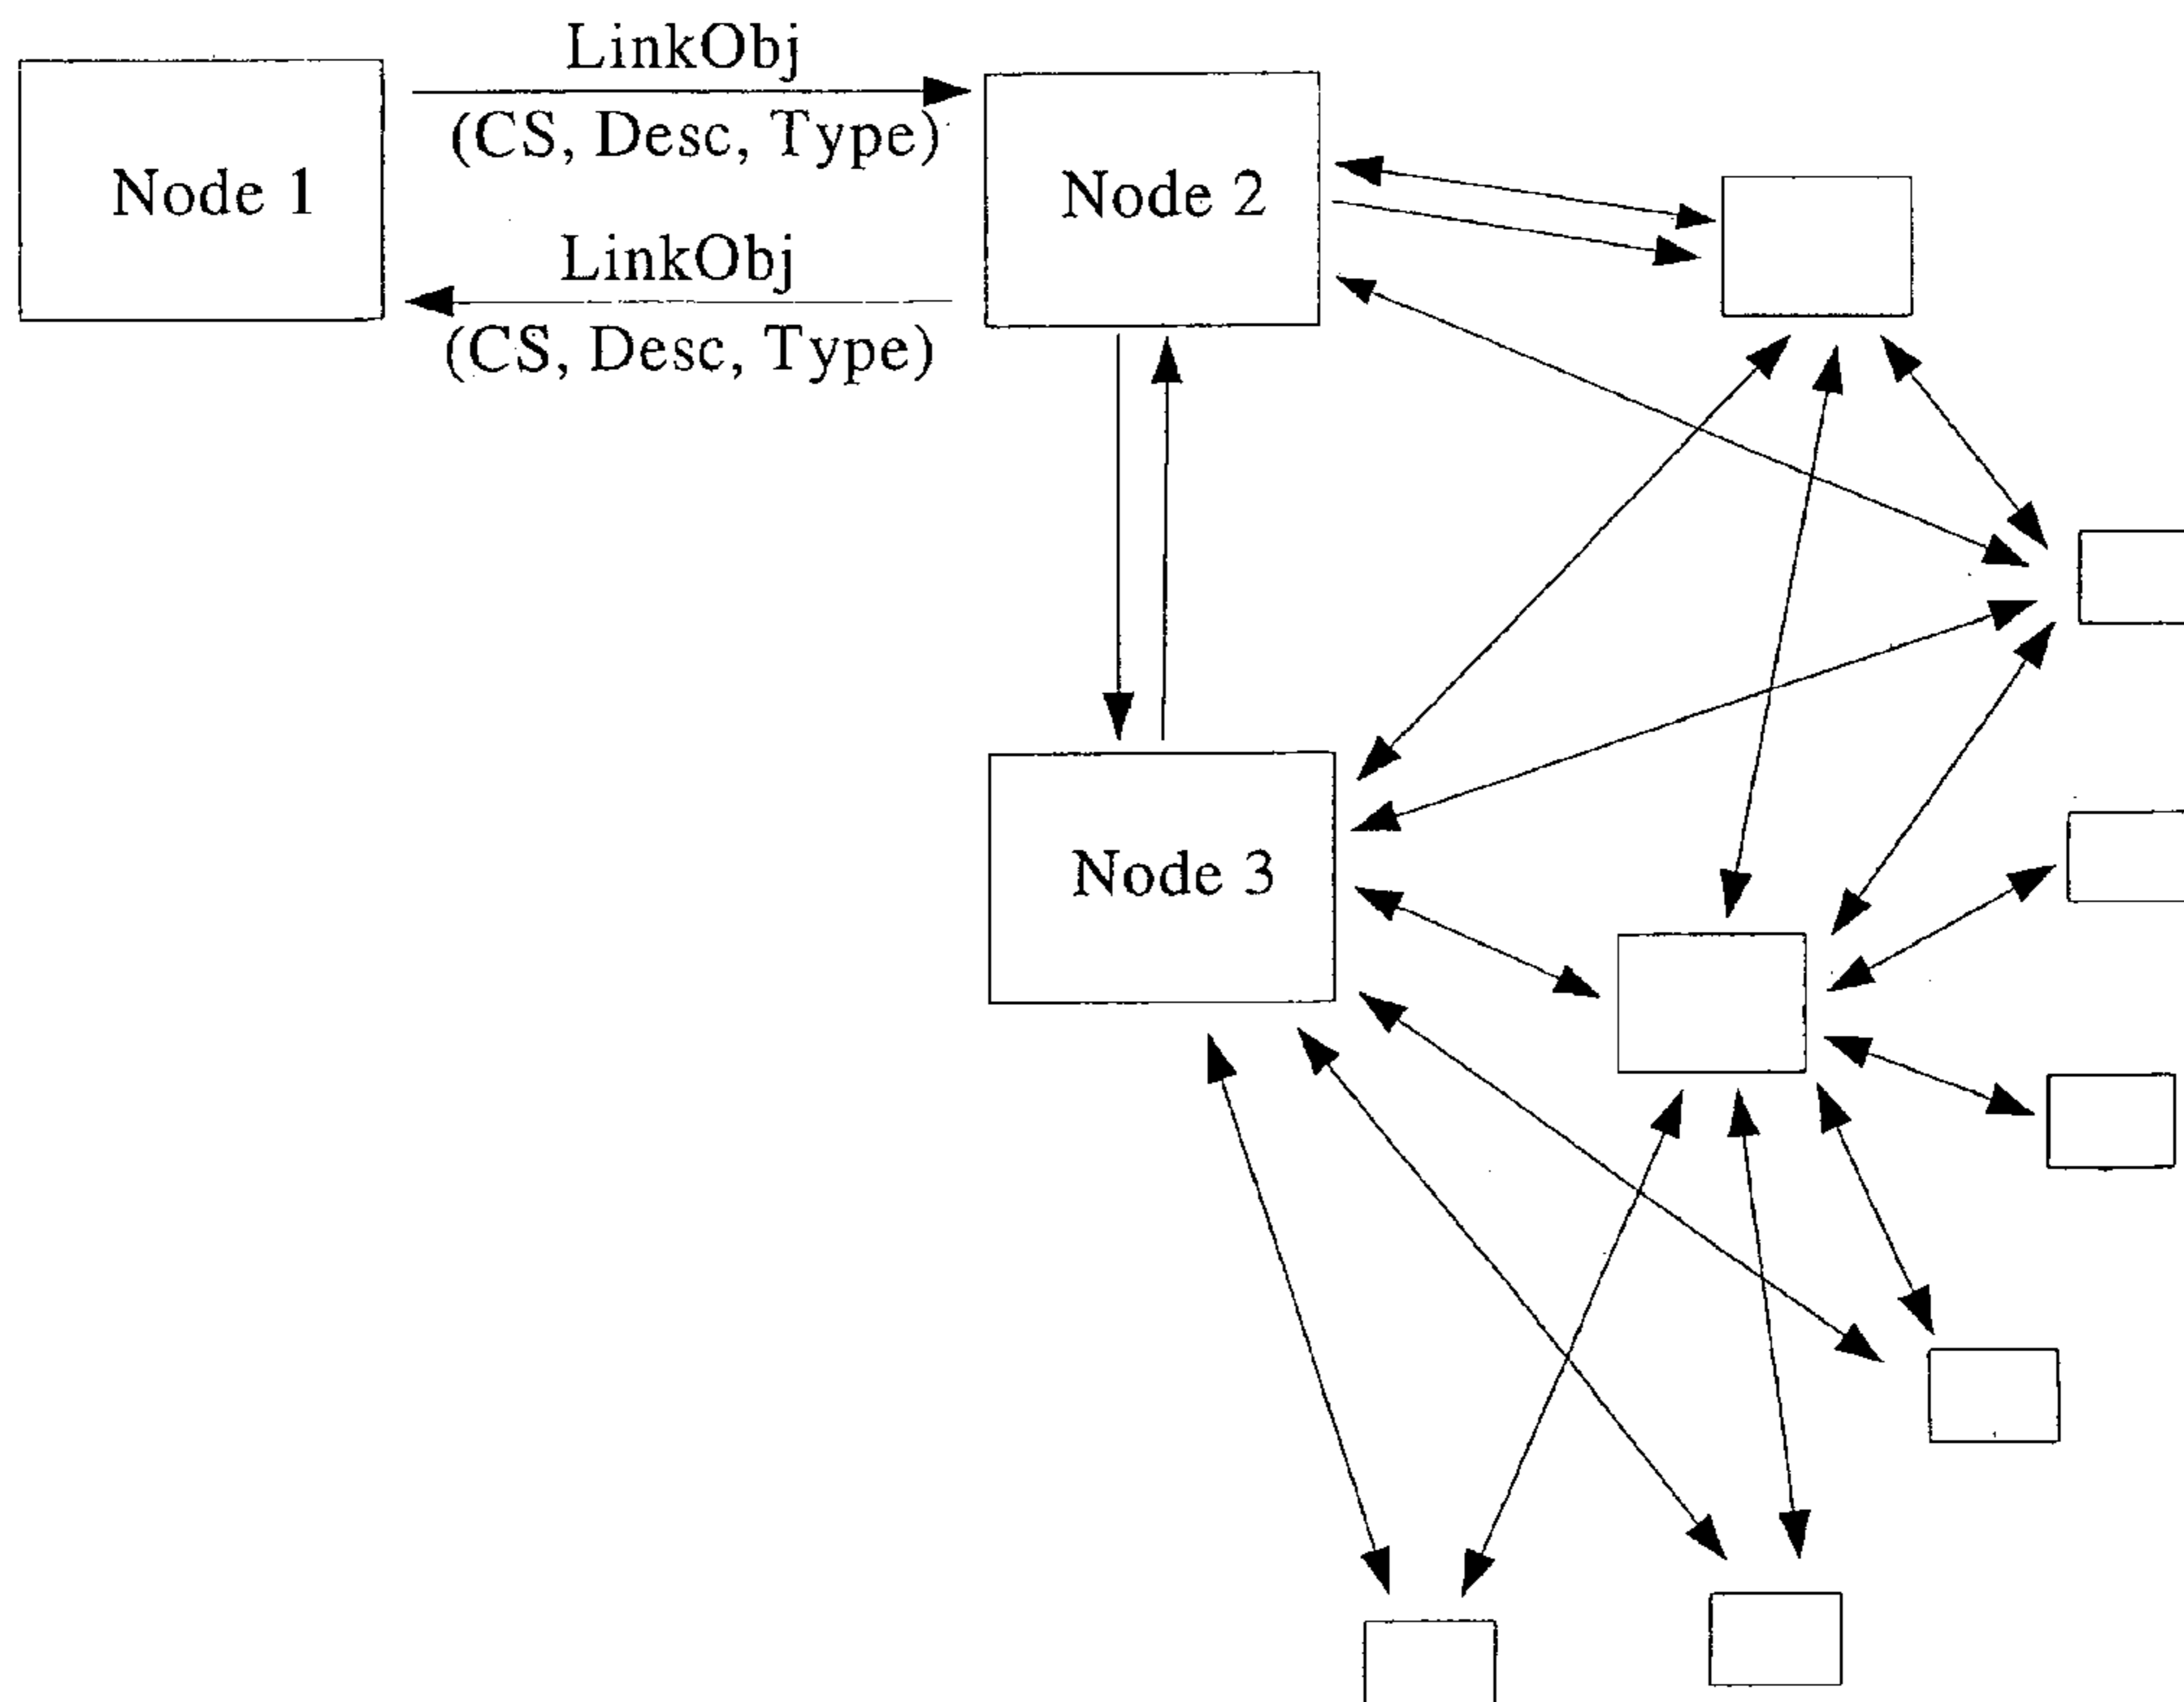 LinkObj
(CS, Desc, Type)
Node 1
Node 2
LinkObj
(CS, Desc, Type)
Node 3